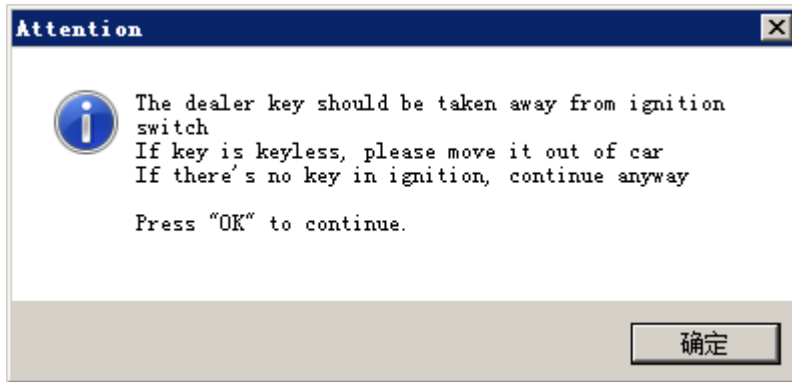 Attention
The dealer key should be taken away from ignition
switch
If key is keyless, please move it out of car
If there's no key in ignition, continue anyway
Press "OK" to continue.
确定